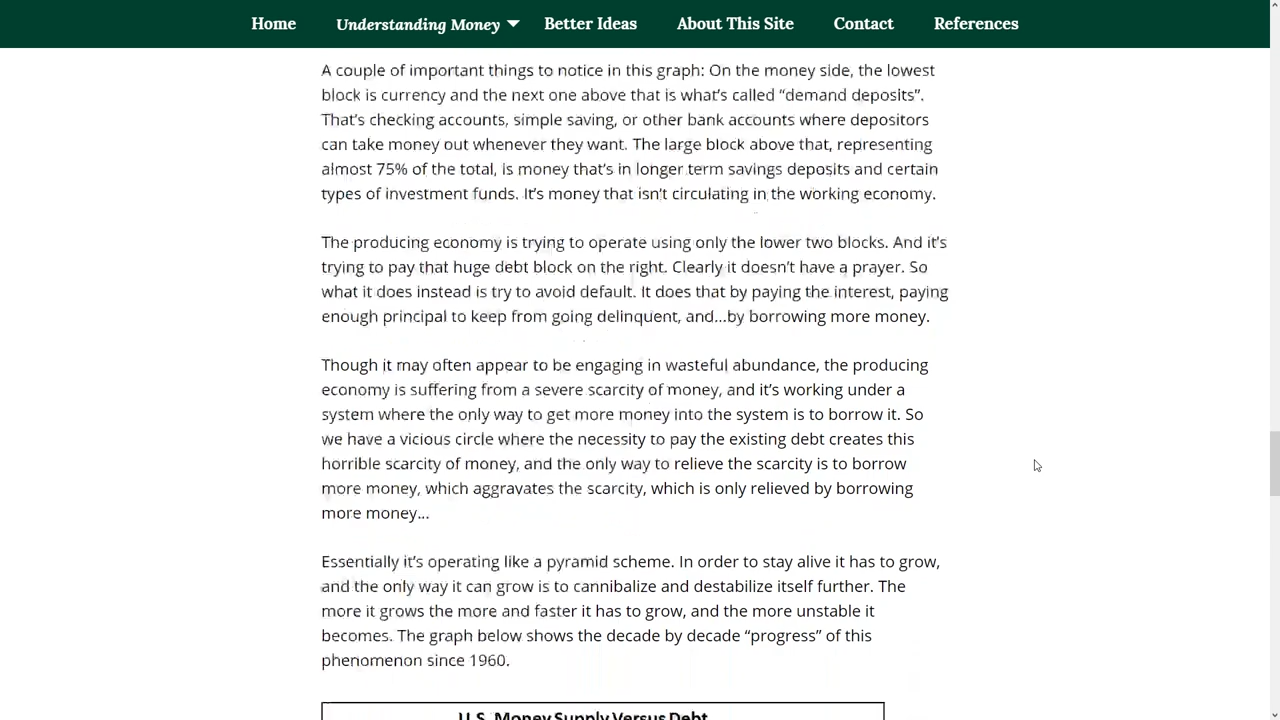 Home Understanding Money Better Ideas About This Site Contact References
A couple of important things to notice in this graph: On the money side, the lowest
block is currency and the next one above that is what’s called “demand deposits”.
That’s checking accounts, simple saving, or other bank accounts where depositors
can take money out whenever they want. The large block above that, representing
almost 75% of the total, is money that’s in longer term savings deposits and certain
types of investment funds. It’s money that isn’t circulating in the working economy.
The producing economy is trying to operate using only the lower two blocks. And it’s
trying to pay that huge debt block on the right. Clearly it doesn’t have a prayer. So
what it does instead is try to avoid default. It does that by paying the interest, paying
enough principal to keep from going delinquent, and...by borrowing more money.
Though it may often appear to be engaging in wasteful abundance, the producing
economy is suffering from a severe scarcity of money, and it’s working under a
system where the only way to get more money into the system is to borrow it. So
we have a vicious circle where the necessity to pay the existing debt creates this
horrible scarcity of money, and the only way to relieve the scarcity is to borrow
more money, which aggravates the scarcity, which is only relieved by borrowing
more money...
Essentially it’s operating like a pyramid scheme. In order to stay alive it has to grow,
and the only way it can grow is to cannibalize and destabilize itself further. The
more it grows the more and faster it has to grow, and the more unstable it
becomes. The graph below shows the decade by decade “progress” of this
phenomenon since 1960.
U.S. Money Supply Versus Debt